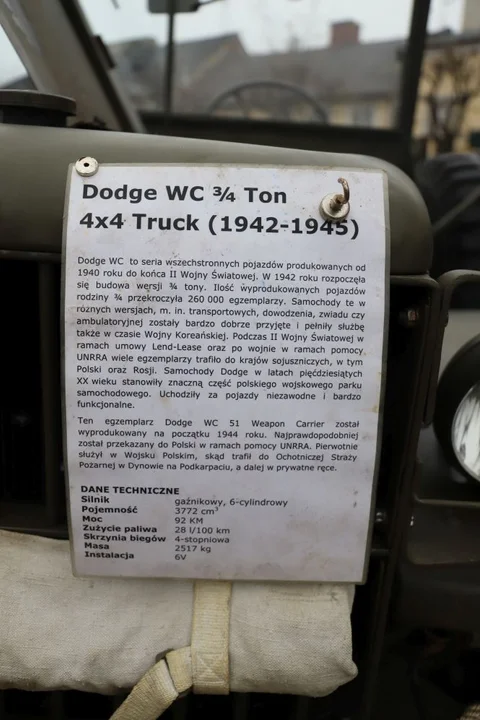 Dodge WC ¾ Ton
4x4 Truck (1942-1945)
Dodge WC to seria wszechstronnych pojazdów produkowanych od
1940 roku do końca II Wojny Światowej. W 1942 roku rozpoczęła
się budowa wersji ¾ tony. Ilość wyprodukowanych pojazdów
rodziny ¾ przekroczyła 260 000 egzemplarzy. Samochody te w
różnych wersjach, m. in. transportowych, dowodzenia, zwiadu czy
ambulatoryjnej zostały bardzo dobrze przyjęte i pełniły służbę
także w czasie Wojny Koreańskiej. Podczas II Wojny Światowej w
ramach umowy Lend-Lease oraz po wojnie w ramach pomocy
UNRRA wiele egzemplarzy trafiło do krajów sojuszniczych, w tym
Polski oraz Rosji. Samochody Dodge w latach pięćdziesiątych
XX wieku stanowiły znaczną część polskiego wojskowego parku
samochodowego. Uchodziły za pojazdy niezawodne i bardzo
funkcjonalne.
Ten egzemplarz Dodge WC 51 Weapon Carrier został
wyprodukowany na początku 1944 roku. Najprawdopodobniej
został przekazany do Polski w ramach pomocy UNRRA. Pierwotnie
służył w Wojsku Polskim, skąd trafił do Ochotniczej Straży
Pożarnej w Dynowie na Podkarpaciu, a dalej w prywatne ręce.
DANE TECHNICZNE
Silnik gaźnikowy, 6-cylindrowy
Pojemność 3772 cm³
Moc 92 KM
Zużycie paliwa 28 l/100 km
Skrzynia biegów 4-stopniowa
Masa 2517 kg
Instalacja 6V